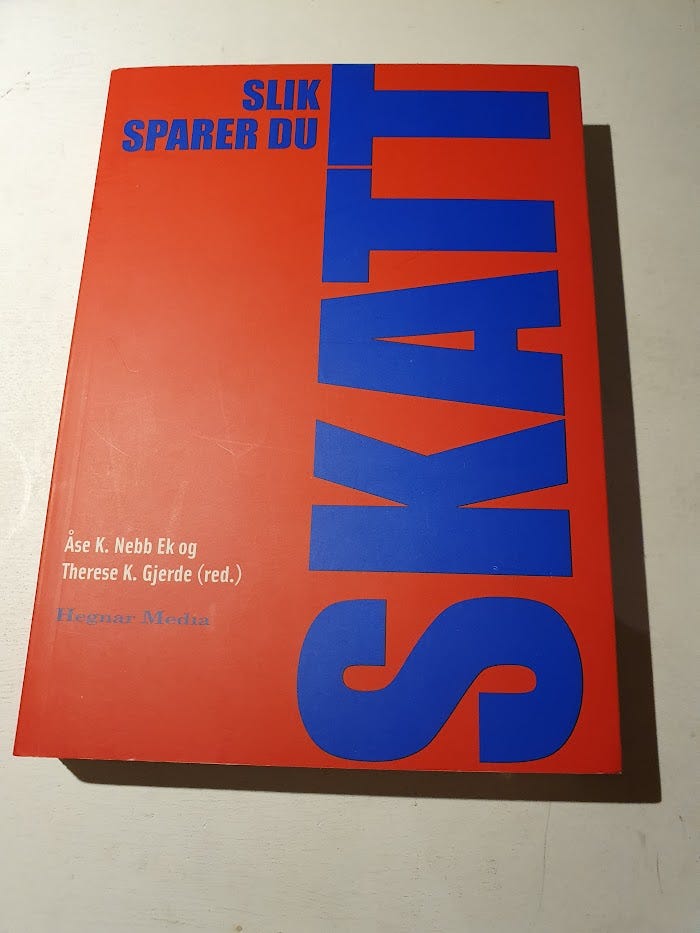 SLIK
SPARER DU
SKATT
Åse K. Nebb Ek og
Therese K. Gjerde (red.)
Hegnar Media